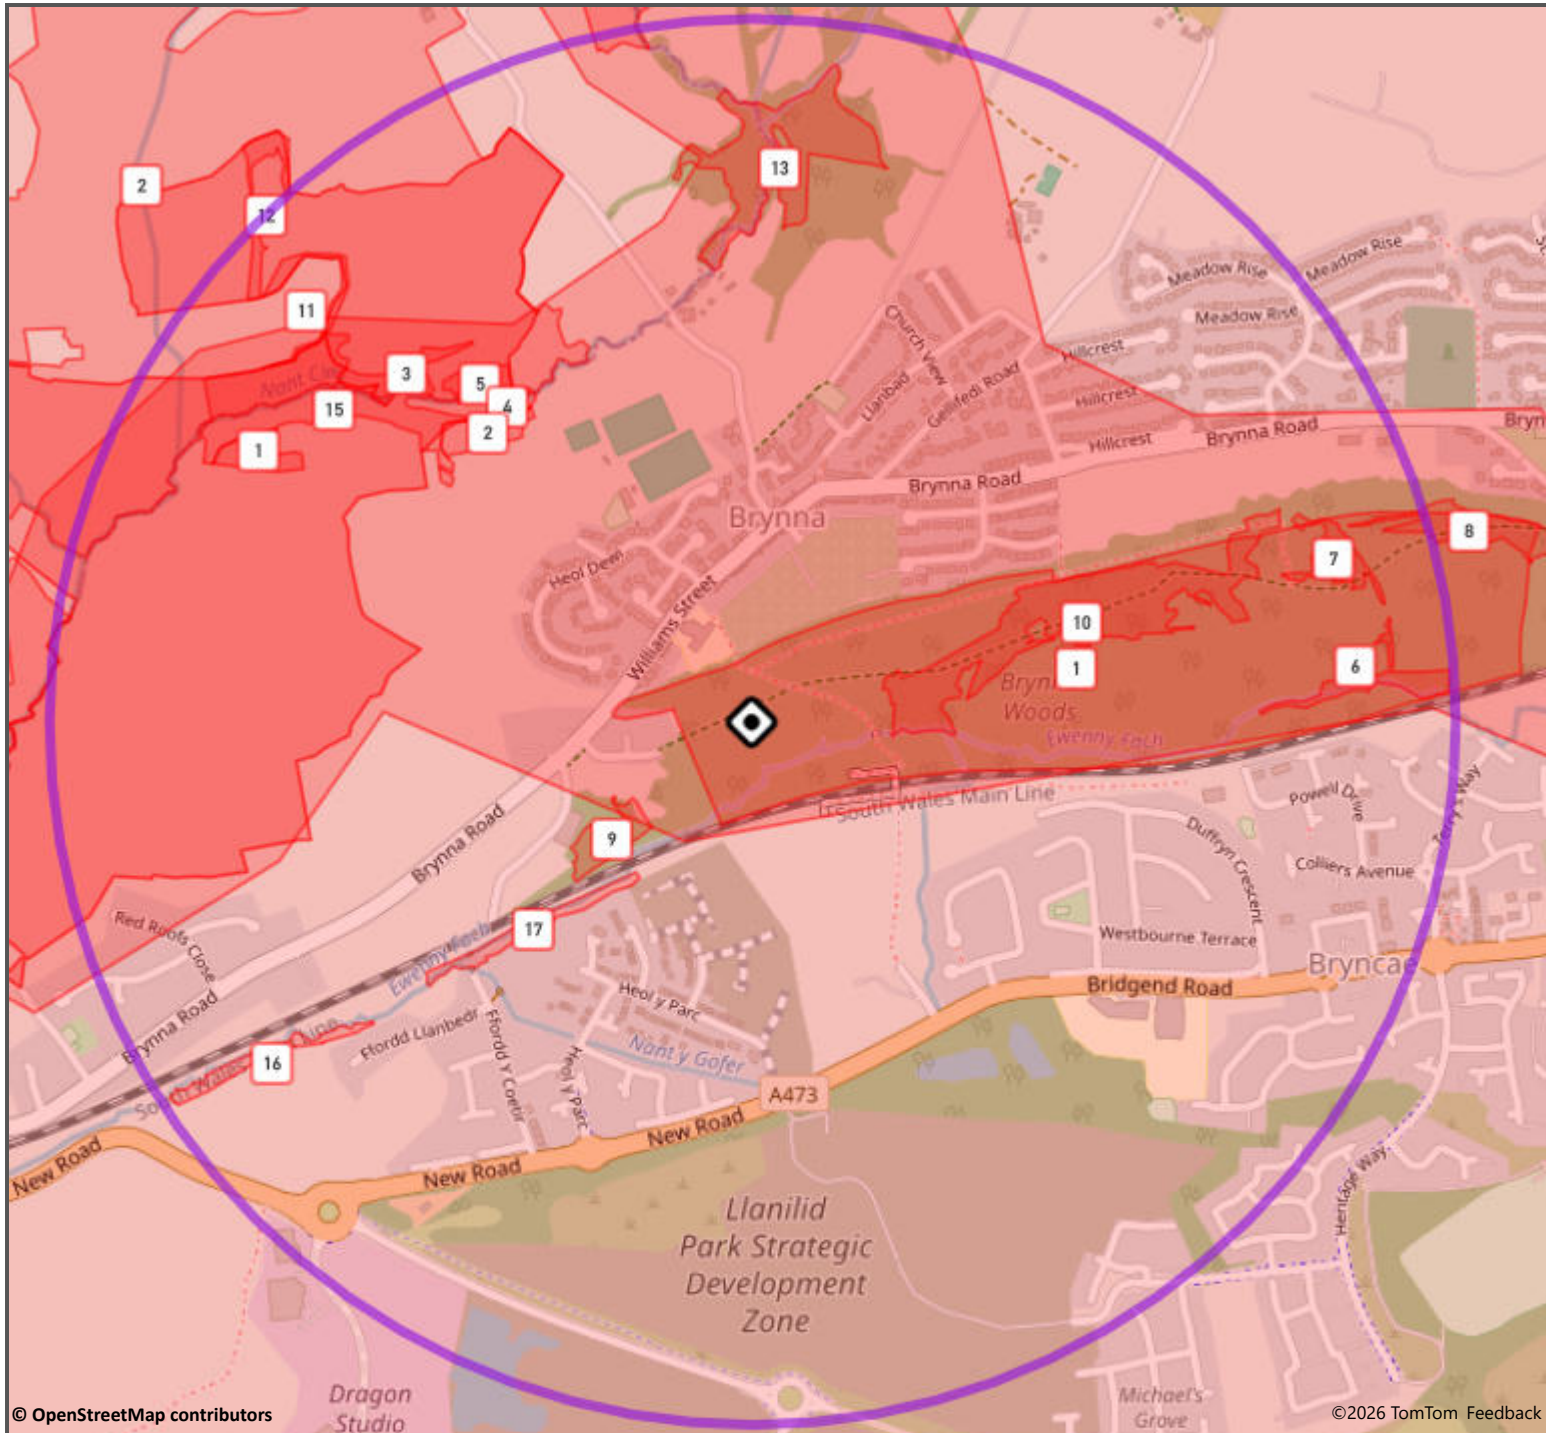 13
2
12
Meadow Rise
Meadow Rise
Meadow Rise
11
Church View
Hillcrest
3
5
Llanbad
Gellifedi Road
Hillcrest
4
15
2
Hillcrest
Brynna Road
Bryn
1
Brynna Road
Brynna
8
7
Heol Dewi
Williams Street
10
1
6
Woods
Ewenny Fach
South Wales Main Line
Powell Drive
Terry's Way
Duffryn Crescent
Colliers Avenue
9
Brynna Road
Red Roofs Close
17
Ewenny Fach
Westbourne Terrace
Bryncae
Bridgend Road
Heol y Parc
Brynna Road
Ffordd Llanbedr
Ffordd Y Coetir
Heol y Parc
Nant y Gafer
16
South Wales
A473
New Road
New Road
New Road
Heritage Way
Llanilid
Park Strategic
Development
Zone
Dragon
Studio
Michael's
Grove
© OpenStreetMap contributors
©2026 TomTom Feedback